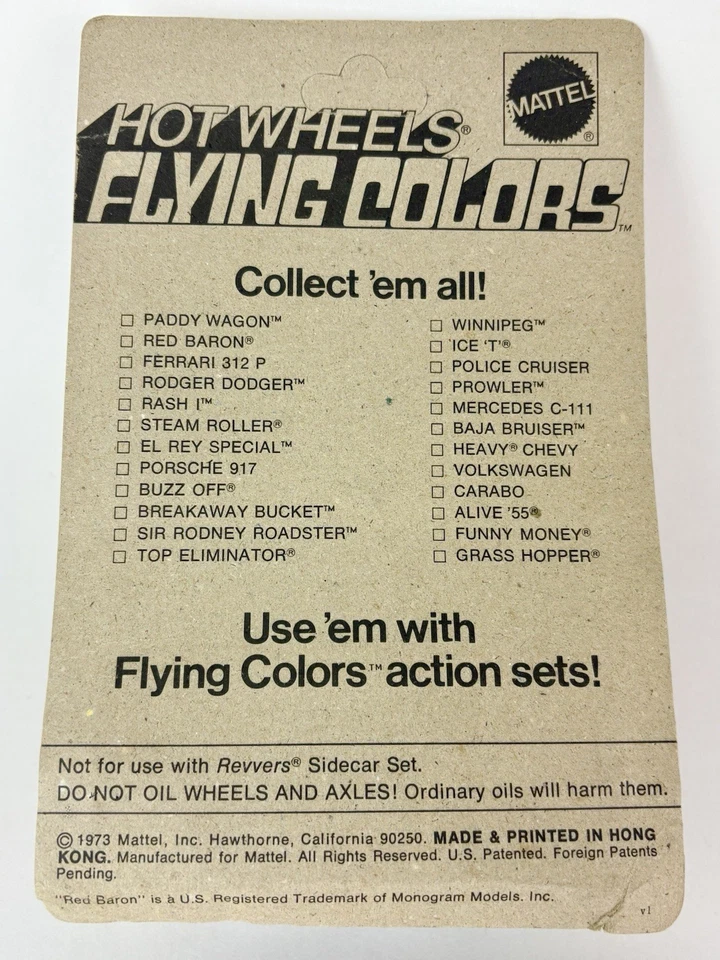 HOT WHEELS®
MATTEL®
FLYING COLORS™
Collect 'em all!
☐ PADDY WAGON™
☐ RED BARON®
☐ FERRARI 312 P
☐ RODGER DODGER™
☐ RASH I™
☐ STEAM ROLLER®
☐ EL REY SPECIAL™
☐ PORSCHE 917
☐ BUZZ OFF®
☐ BREAKAWAY BUCKET™
☐ SIR RODNEY ROADSTER™
☐ TOP ELIMINATOR®
☐ WINNIPEG™
☐ ICE 'T'®
☐ POLICE CRUISER
☐ PROWLER™
☐ MERCEDES C-111
☐ BAJA BRUISER™
☐ HEAVY® CHEVY
☐ VOLKSWAGEN
☐ CARABO
☐ ALIVE '55®
☐ FUNNY MONEY®
☐ GRASS HOPPER®
Use 'em with
Flying Colors™ action sets!
Not for use with Revvers® Sidecar Set.
DO NOT OIL WHEELS AND AXLES! Ordinary oils will harm them.
© 1973 Mattel, Inc. Hawthorne, California 90250. MADE & PRINTED IN HONG
KONG. Manufactured for Mattel. All Rights Reserved. U.S. Patented. Foreign Patents
Pending.
"Red Baron" is a U.S. Registered Trademark of Monogram Models. Inc.
v1